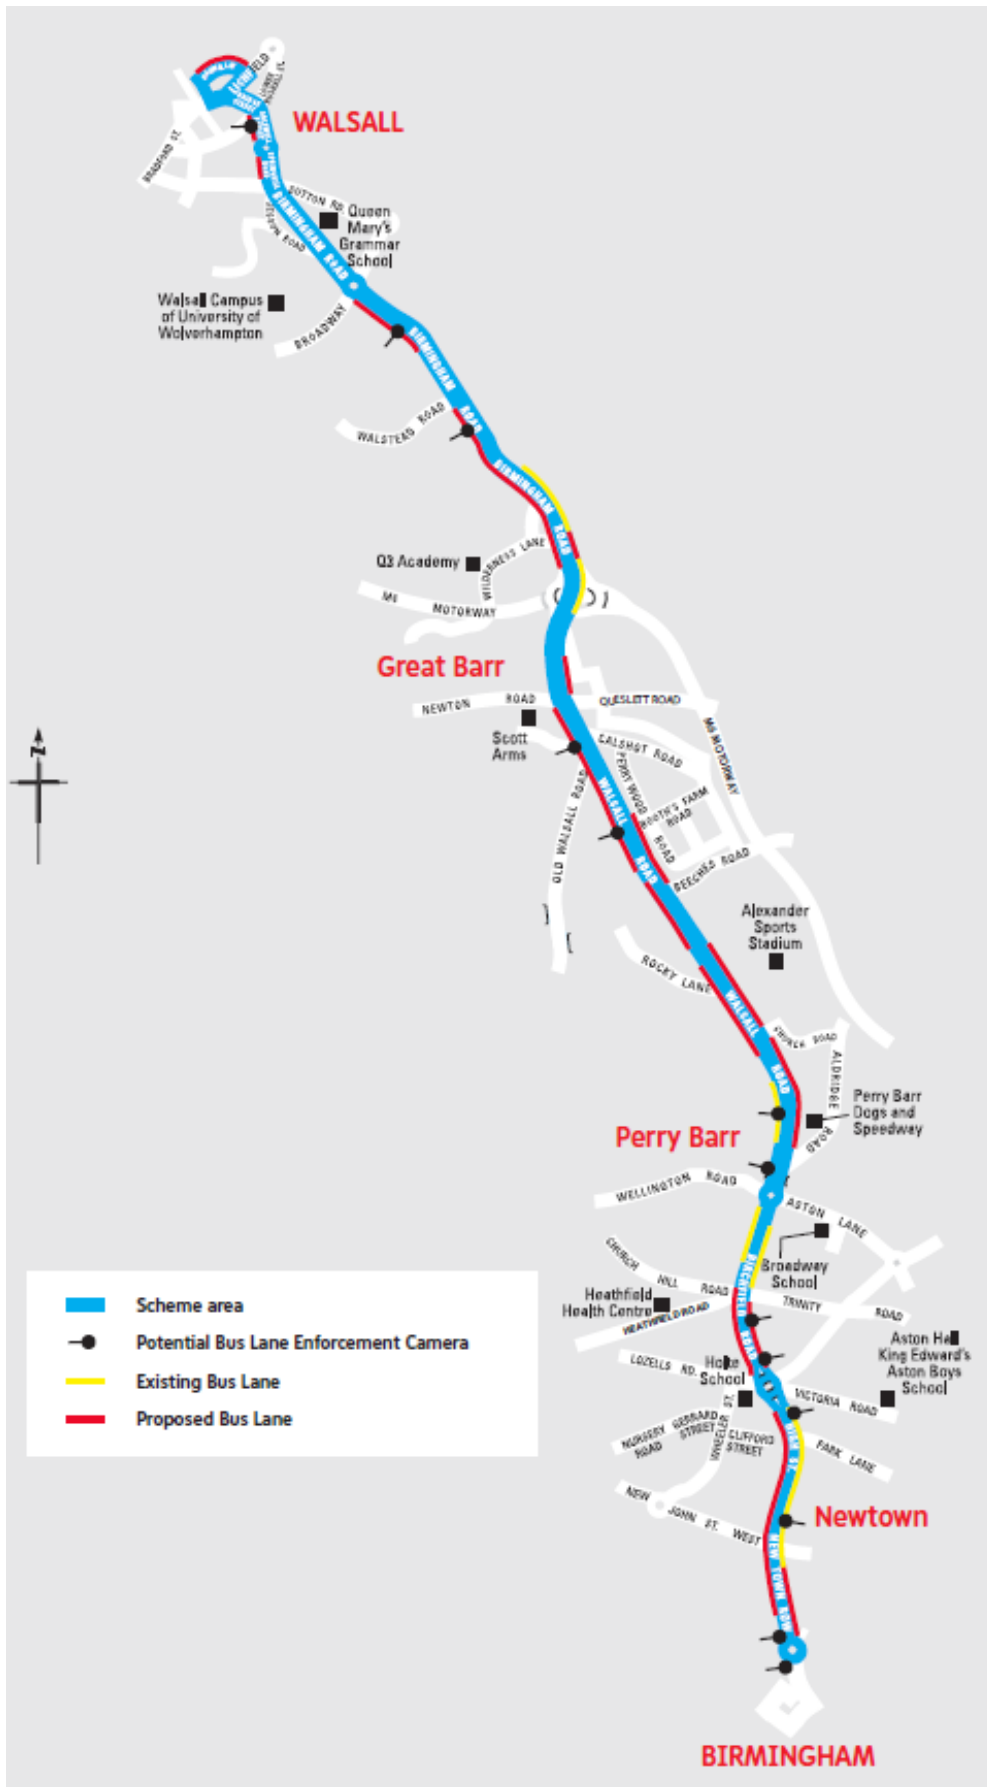 WALSALL
BRADFORD ST.
SUTTON RD.
Queen
Mary's
Grammar
School
BIRMINGHAM ROAD
Walsall Campus
of University of
Wolverhampton
BROADWAY
BIRMINGHAM
ROAD
WALSTEAD ROAD
BIRMINGHAM
ROAD
Q3 Academy
WILDERNESS LANE
M6 MOTORWAY
Great Barr
NEWTON ROAD
QUESLETT ROAD
Scott
Arms
CALSHOT ROAD
M6 MOTORWAY
PERRY WOOD
ROAD
BOOTH'S FARM
ROAD
OLD WALSALL ROAD
WALSALL
ROAD
BEECHES ROAD
Alexander
Sports
Stadium
ROCKY LANE
WALSALL
ROAD
CHURCH ROAD
ALDRIDGE
ROAD
Perry Barr
Dogs and
Speedway
Perry Barr
WELLINGTON ROAD
ASTON LANE
Broadway
School
CHURCH
HILL ROAD
TRINITY ROAD
BIRCHFIELD ROAD
Heathfield
Health Centre
HEATHFIELD ROAD
Aston Hall
King Edward's
Aston Boys
School
LOZELLS RD.
Holte
School
VICTORIA ROAD
WHEELER ST.
NURSERY
ROAD
GERRARD
STREET
CLIFFORD
STREET
HIGH ST.
PARK LANE
NEW JOHN ST. WEST
Newtown
NEW TOWN ROW
BIRMINGHAM
Scheme area
Potential Bus Lane Enforcement Camera
Existing Bus Lane
Proposed Bus Lane